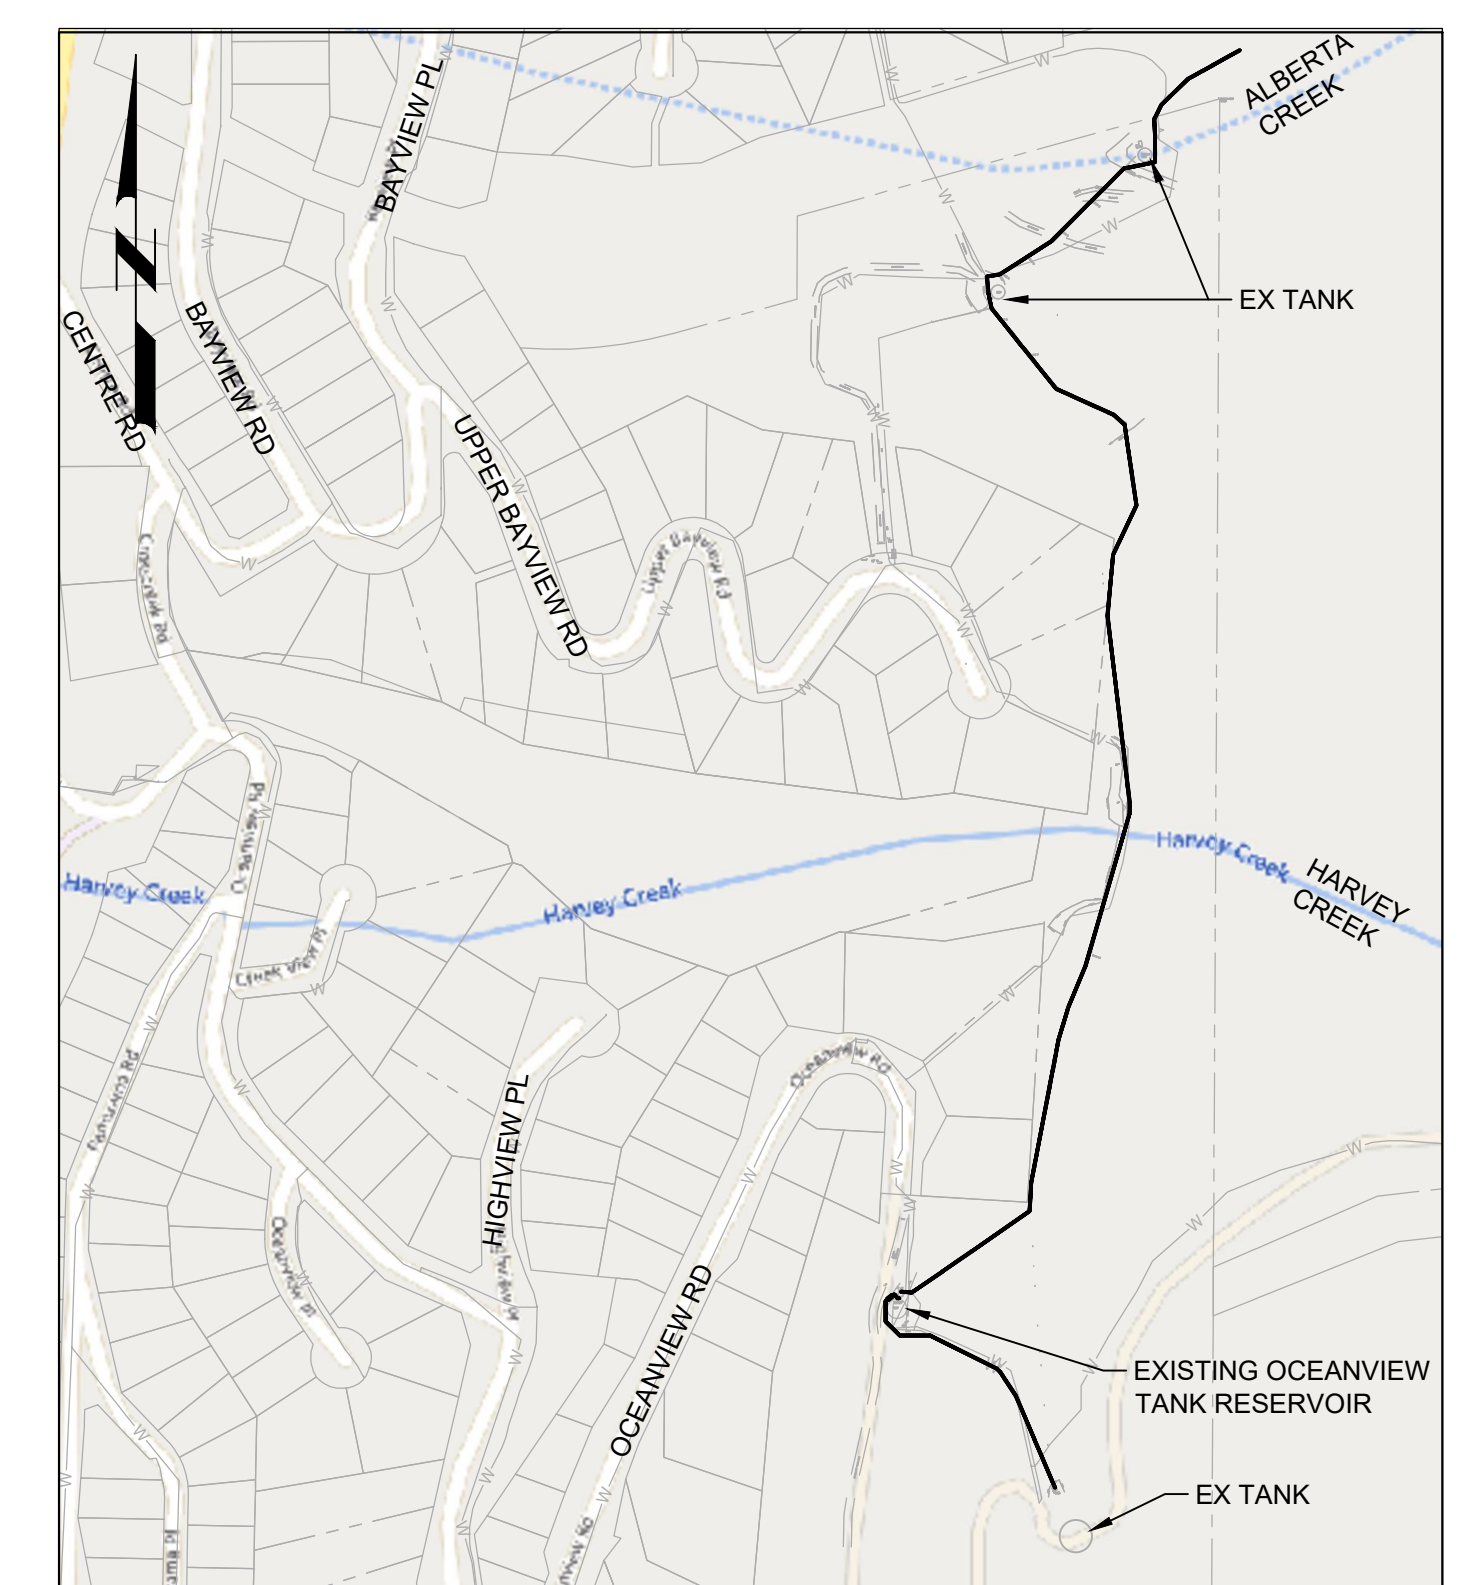 ALBERTA
CREEK
BAYVIEW PL
EX TANK
CENTRE RD
BAYVIEW RD
UPPER BAYVIEW RD
Upper Bayview Rd
Harvey Creek
HARVEY
CREEK
Harvey Creek
Harvey Creek
Creek View Pl
HIGHVIEW PL
Oceanview Rd
Oceanview Pl
OCEANVIEW RD
EXISTING OCEANVIEW
TANK RESERVOIR
EX TANK